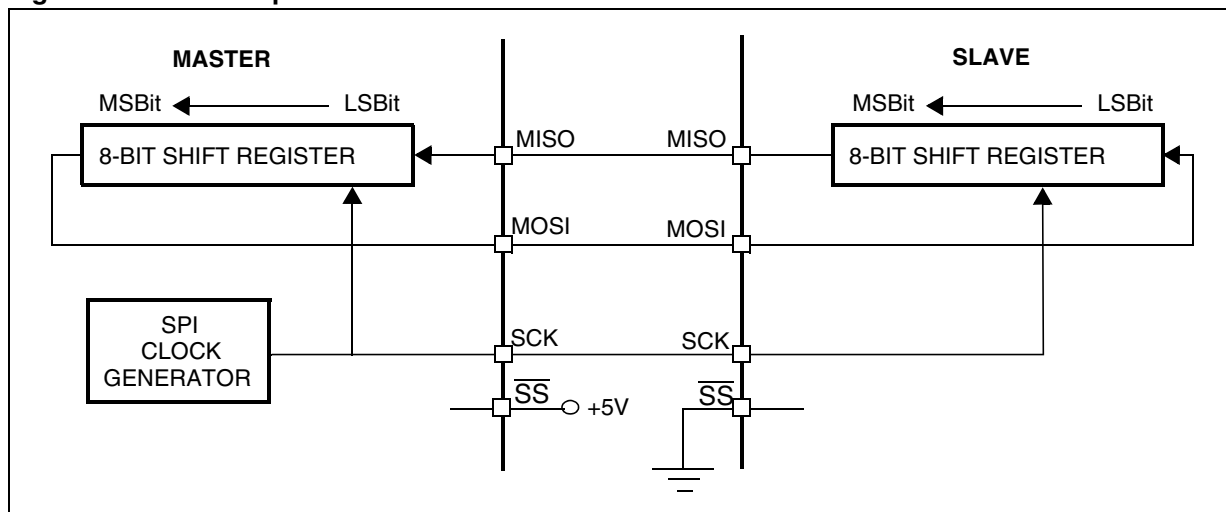 MASTER
SLAVE
MSBit
LSBit
MSBit
LSBit
8-BIT SHIFT REGISTER
MISO
MISO
8-BIT SHIFT REGISTER
MOSI
MOSI
SPI
CLOCK
GENERATOR
SCK
SCK
SS
+5V
SS